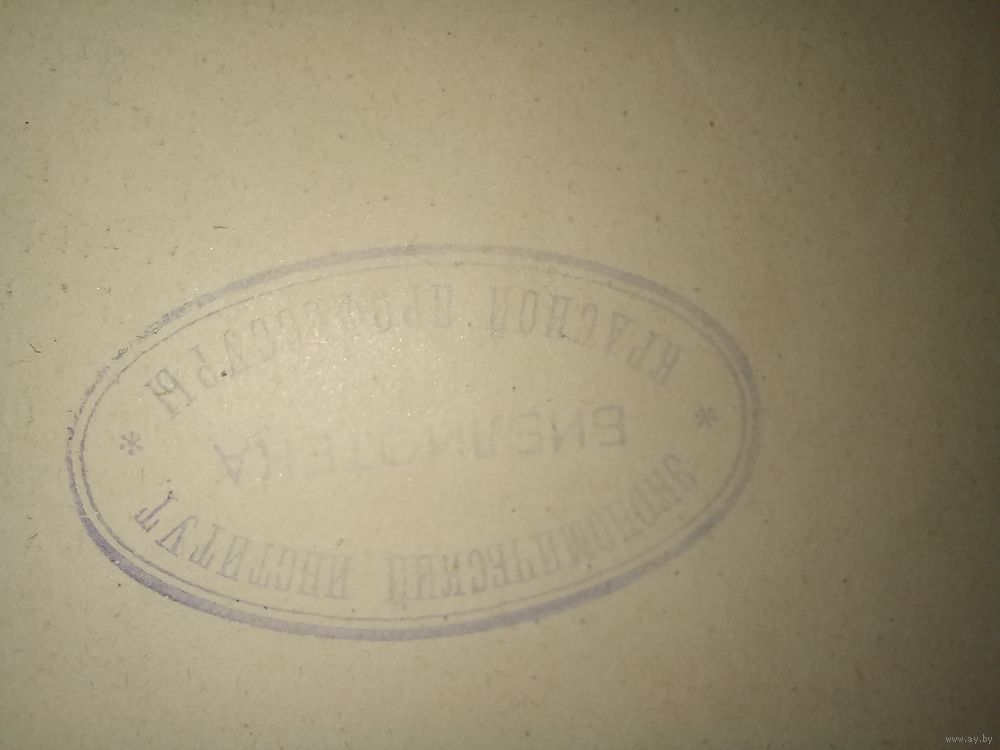 ЭКОНОМИЧЕСКИЙ ИНСТИТУТ
КРАСНОЙ ПРОФЕССУРЫ
БИБЛИОТЕКА
www.ay.by